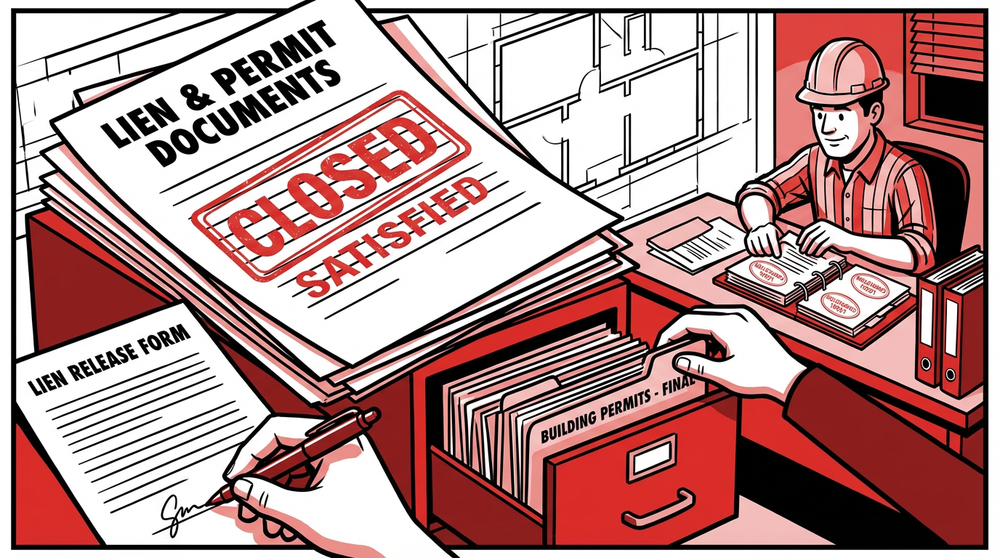 LIEN & PERMIT
DOCUMENTS
CLOSED
SATISFIED
LIEN RELEASE FORM
BUILDING PERMITS - FINAL